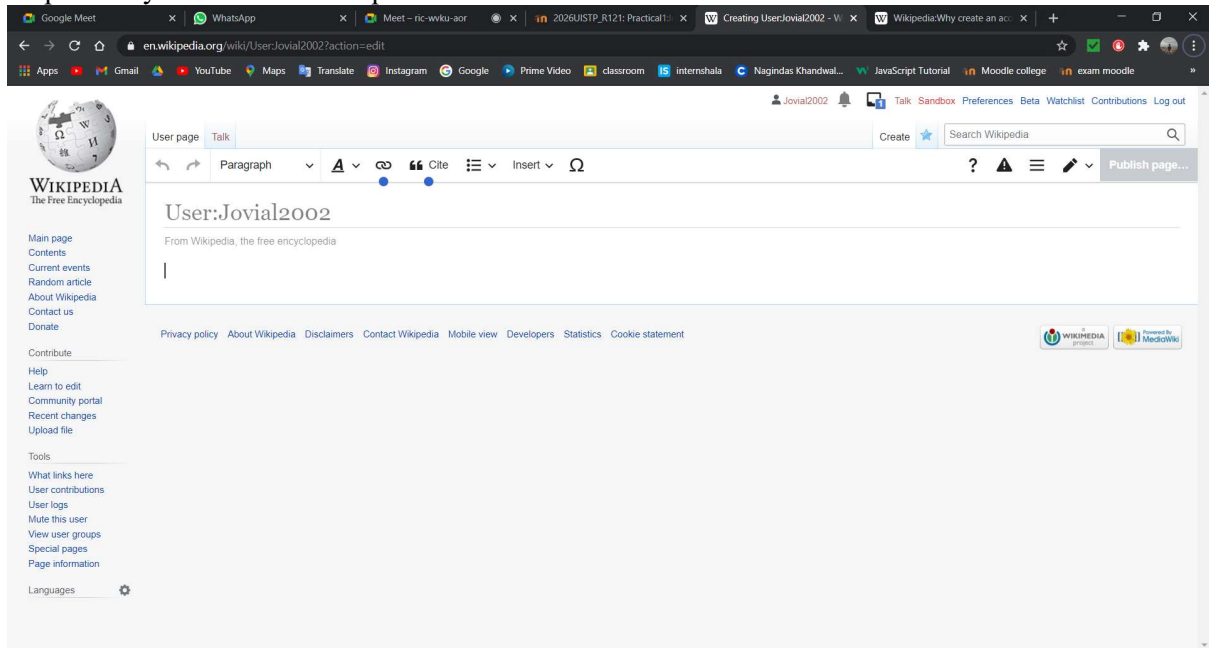 Google Meet
WhatsApp
Meet – ric-wvku-aor
2026UISTP_R121: Practical1:
Creating User:Jovial2002 - W
Wikipedia:Why create an acc
en.wikipedia.org/wiki/User:Jovial2002?action=edit
Apps
Gmail
YouTube
Maps
Translate
Instagram
Google
Prime Video
classroom
internshala
Nagindas Khandwal...
JavaScript Tutorial
Moodle college
exam moodle
»
Jovial2002
1
Talk
Sandbox
Preferences
Beta
Watchlist
Contributions
Log out
User page
Talk
Create
Search Wikipedia
Paragraph
A
Cite
Insert
Ω
?
Publish page...
WIKIPEDIA
The Free Encyclopedia
User:Jovial2002
From Wikipedia, the free encyclopedia
Main page
Contents
Current events
Random article
About Wikipedia
Contact us
Donate
Contribute
Help
Learn to edit
Community portal
Recent changes
Upload file
Tools
What links here
User contributions
User logs
Mute this user
View user groups
Special pages
Page information
Languages
Privacy policy
About Wikipedia
Disclaimers
Contact Wikipedia
Mobile view
Developers
Statistics
Cookie statement
a
WIKIMEDIA
project
Powered By
MediaWiki